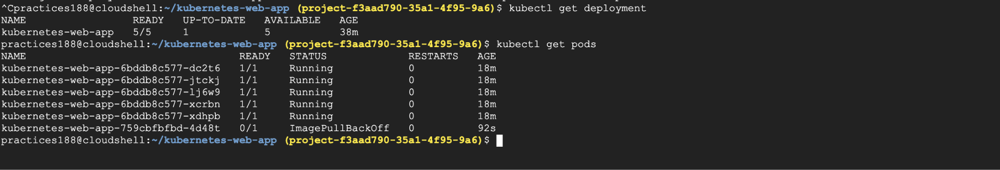 ^Cpractices188@cloudshell:~/kubernetes-web-app (project-f3aad790-35a1-4f95-9a6)$ kubectl get deployment
NAME READY UP-TO-DATE AVAILABLE AGE
kubernetes-web-app 5/5 1 5 38m
practices188@cloudshell:~/kubernetes-web-app (project-f3aad790-35a1-4f95-9a6)$ kubectl get pods
NAME READY STATUS RESTARTS AGE
kubernetes-web-app-6bddb8c577-dc2t6 1/1 Running 0 18m
kubernetes-web-app-6bddb8c577-jtckj 1/1 Running 0 18m
kubernetes-web-app-6bddb8c577-lj6w9 1/1 Running 0 18m
kubernetes-web-app-6bddb8c577-xcrbn 1/1 Running 0 18m
kubernetes-web-app-6bddb8c577-xdhpb 1/1 Running 0 18m
kubernetes-web-app-759cbfbfbd-4d48t 0/1 ImagePullBackOff 0 92s
practices188@cloudshell:~/kubernetes-web-app (project-f3aad790-35a1-4f95-9a6)$